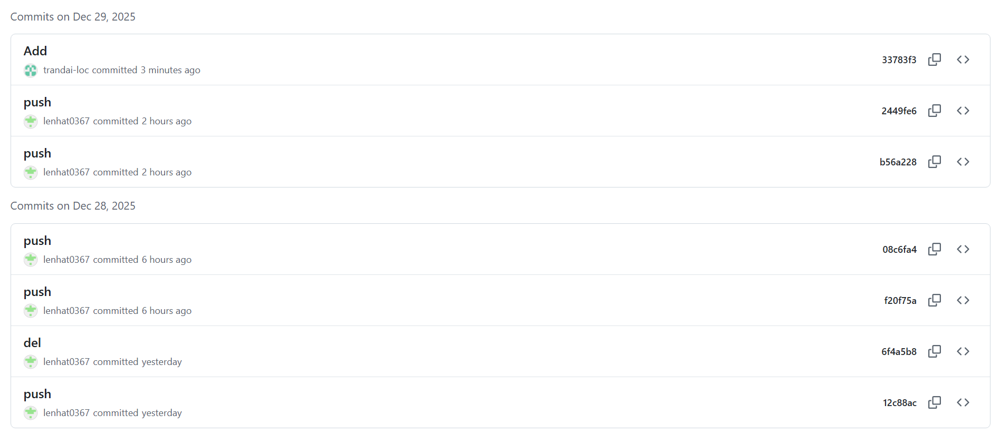 Commits on Dec 29, 2025
Add
trandai-loc committed 3 minutes ago
33783f3
push
lenhat0367 committed 2 hours ago
2449fe6
push
lenhat0367 committed 2 hours ago
b56a228
Commits on Dec 28, 2025
push
lenhat0367 committed 6 hours ago
08c6fa4
push
lenhat0367 committed 6 hours ago
f20f75a
del
lenhat0367 committed yesterday
6f4a5b8
push
lenhat0367 committed yesterday
12c88ac